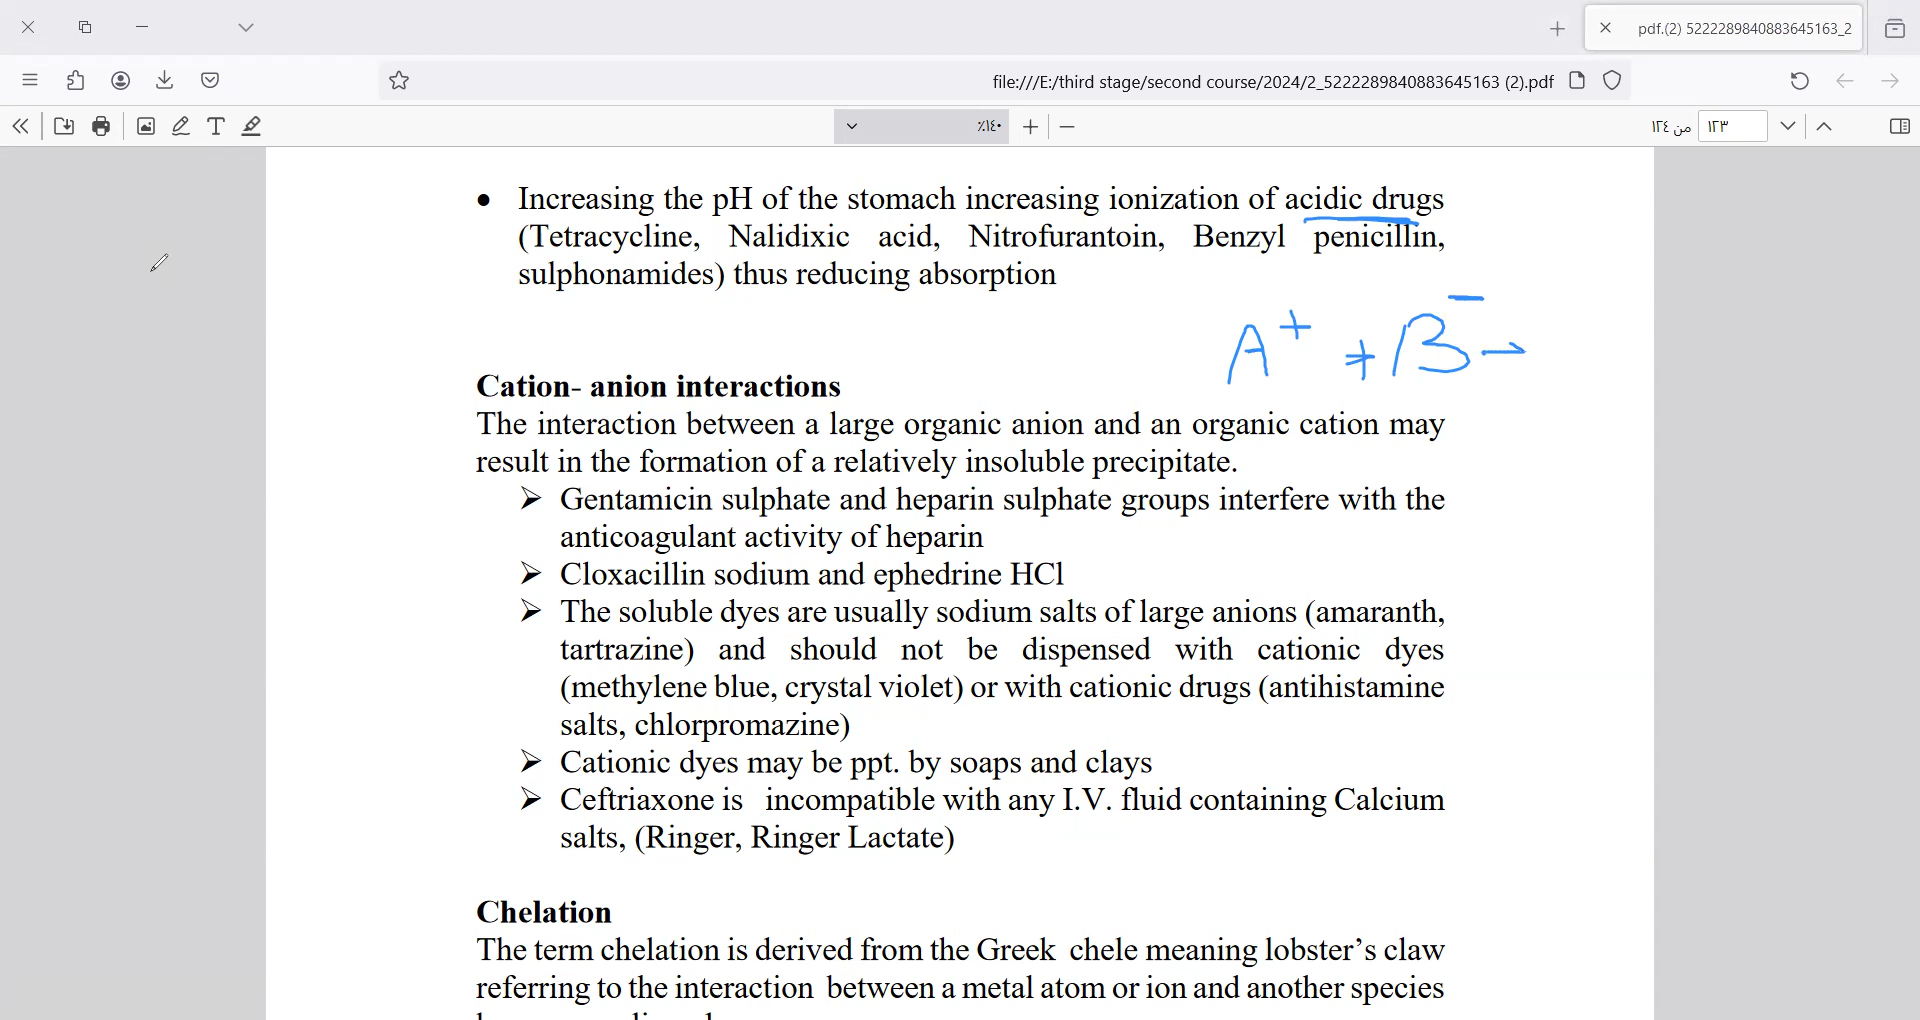 pdf.(2) 5222289840883645163_2
file:///E:/third stage/second course/2024/2_5222289840883645163 (2).pdf
٪١٤٠
١٢٣ من ١٢٤
• Increasing the pH of the stomach increasing ionization of acidic drugs
(Tetracycline, Nalidixic acid, Nitrofurantoin, Benzyl penicillin,
sulphonamides) thus reducing absorption
A⁺ + B⁻ →
Cation- anion interactions
The interaction between a large organic anion and an organic cation may
result in the formation of a relatively insoluble precipitate.
➢ Gentamicin sulphate and heparin sulphate groups interfere with the
anticoagulant activity of heparin
➢ Cloxacillin sodium and ephedrine HCl
➢ The soluble dyes are usually sodium salts of large anions (amaranth,
tartrazine) and should not be dispensed with cationic dyes
(methylene blue, crystal violet) or with cationic drugs (antihistamine
salts, chlorpromazine)
➢ Cationic dyes may be ppt. by soaps and clays
➢ Ceftriaxone is incompatible with any I.V. fluid containing Calcium
salts, (Ringer, Ringer Lactate)
Chelation
The term chelation is derived from the Greek chele meaning lobster’s claw
referring to the interaction between a metal atom or ion and another species